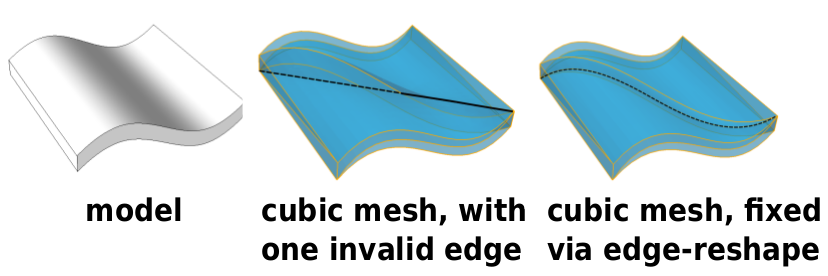 model
cubic mesh, with
one invalid edge
cubic mesh, fixed
via edge-reshape